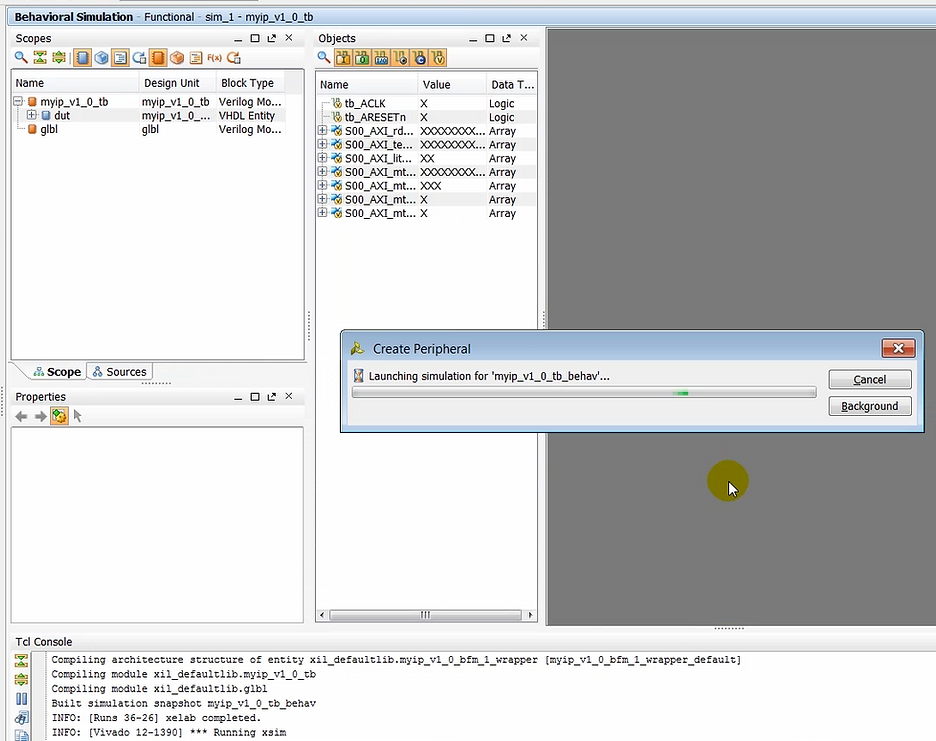 Behavioral Simulation - Functional - sim_1 - myip_v1_0_tb
Scopes
F(x)
Name Design Unit Block Type
myip_v1_0_tb myip_v1_0_tb Verilog Mo...
dut myip_v1_0_... VHDL Entity
glbl glbl Verilog Mo...
Scope Sources
Properties
Objects
Name Value Data T...
tb_ACLK X Logic
tb_ARESETn X Logic
S00_AXI_rd... XXXXXXXX... Array
S00_AXI_te... XXXXXXXX... Array
S00_AXI_lit... XX Array
S00_AXI_mt... XXXXXXXX... Array
S00_AXI_mt... XXX Array
S00_AXI_mt... X Array
S00_AXI_mt... X Array
Create Peripheral
Launching simulation for 'myip_v1_0_tb_behav'...
Cancel
Background
Tcl Console
Compiling architecture structure of entity xil_defaultlib.myip_v1_0_bfm_1_wrapper [myip_v1_0_bfm_1_wrapper_default]
Compiling module xil_defaultlib.myip_v1_0_tb
Compiling module xil_defaultlib.glbl
Built simulation snapshot myip_v1_0_tb_behav
INFO: [Runs 36-26] xelab completed.
INFO: [Vivado 12-1390] *** Running xsim